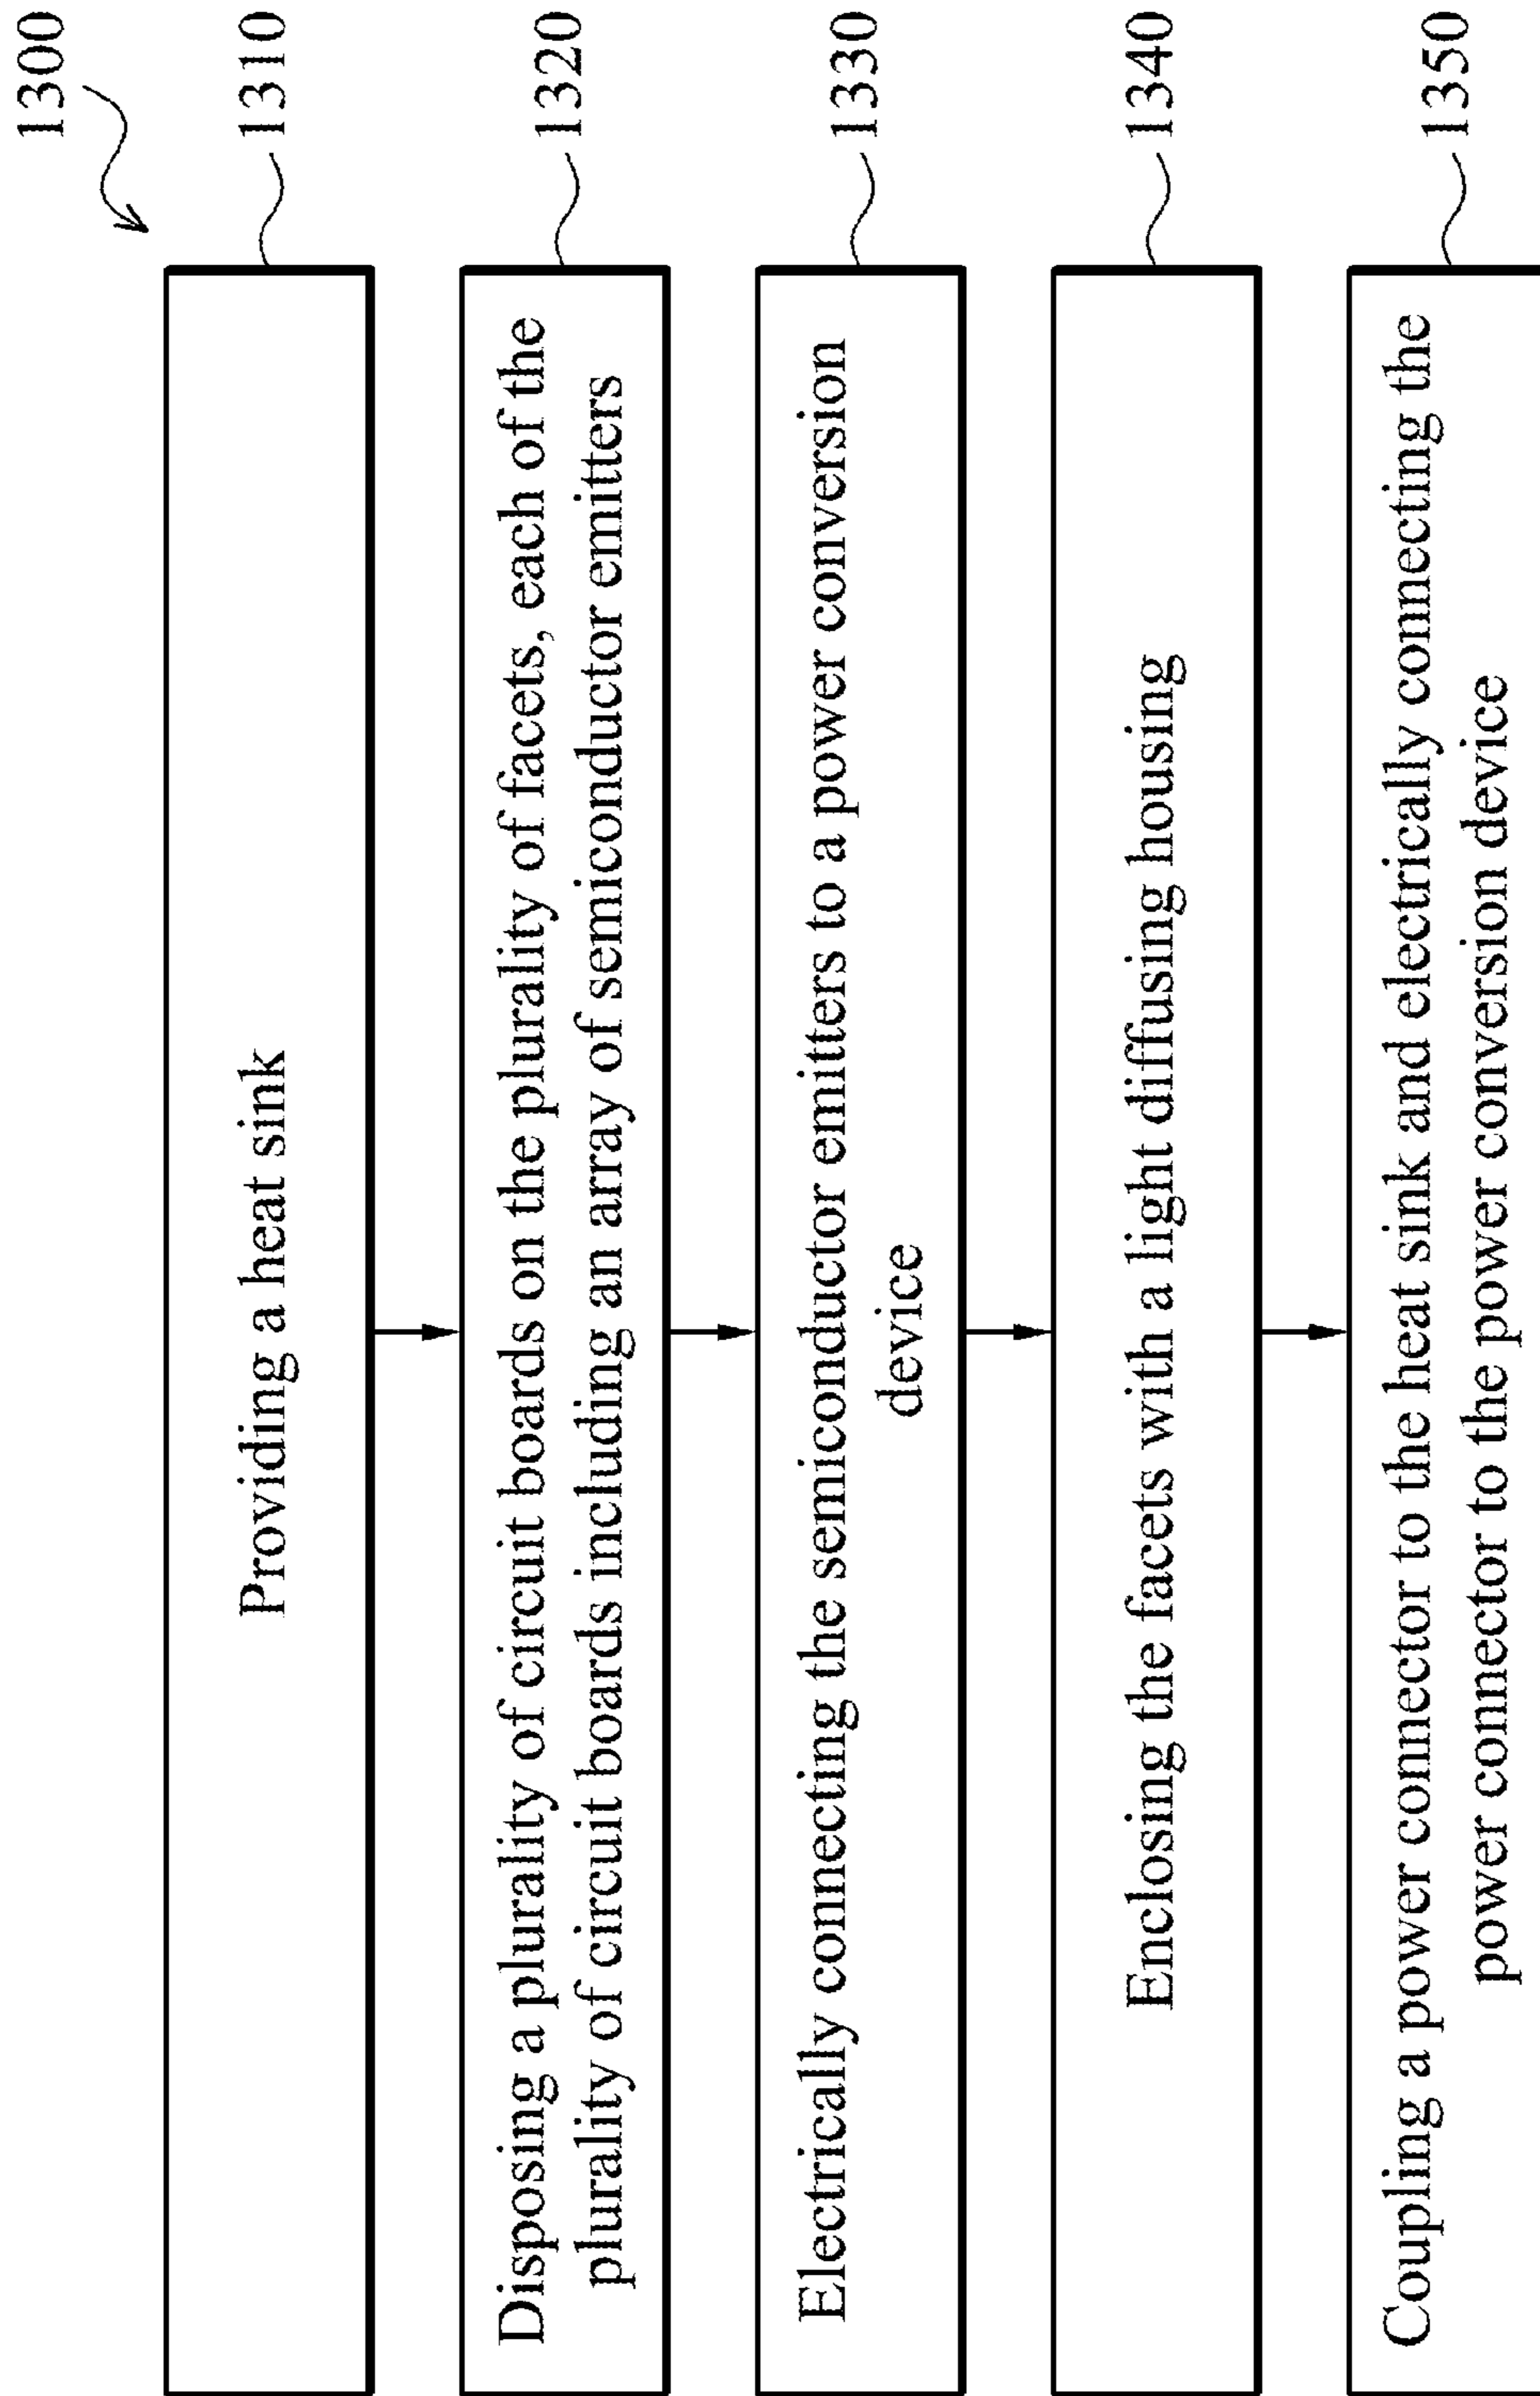 1300
Providing a heat sink
1310
Disposing a plurality of circuit boards on the plurality of facets, each of the
plurality of circuit boards including an array of semiconductor emitters
1320
Electrically connecting the semiconductor emitters to a power conversion
device
1330
Enclosing the facets with a light diffusing housing
1340
Coupling a power connector to the heat sink and electrically connecting the
power connector to the power conversion device
1350